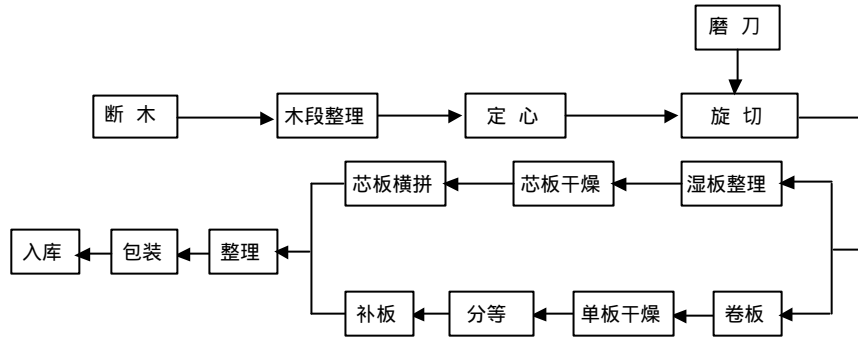 磨 刀
断 木
木段整理
定 心
旋 切
芯板横拼
芯板干燥
湿板整理
入库
包装
整理
补板
分等
单板干燥
卷板